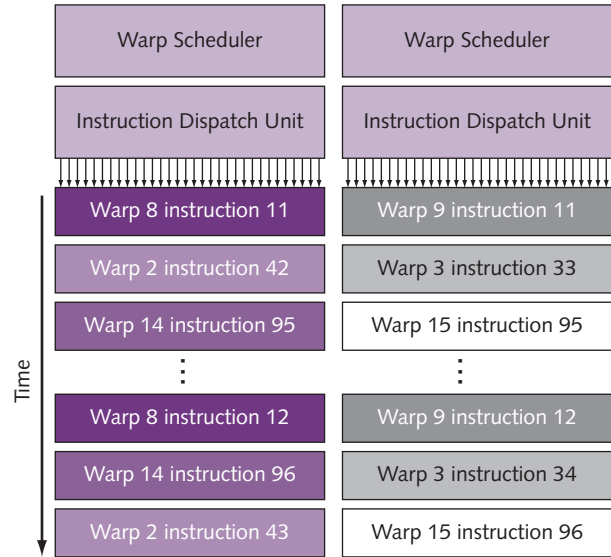 Warp Scheduler
Warp Scheduler
Instruction Dispatch Unit
Instruction Dispatch Unit
Time
Warp 8 instruction 11
Warp 9 instruction 11
Warp 2 instruction 42
Warp 3 instruction 33
Warp 14 instruction 95
Warp 15 instruction 95
Warp 8 instruction 12
Warp 9 instruction 12
Warp 14 instruction 96
Warp 3 instruction 34
Warp 2 instruction 43
Warp 15 instruction 96